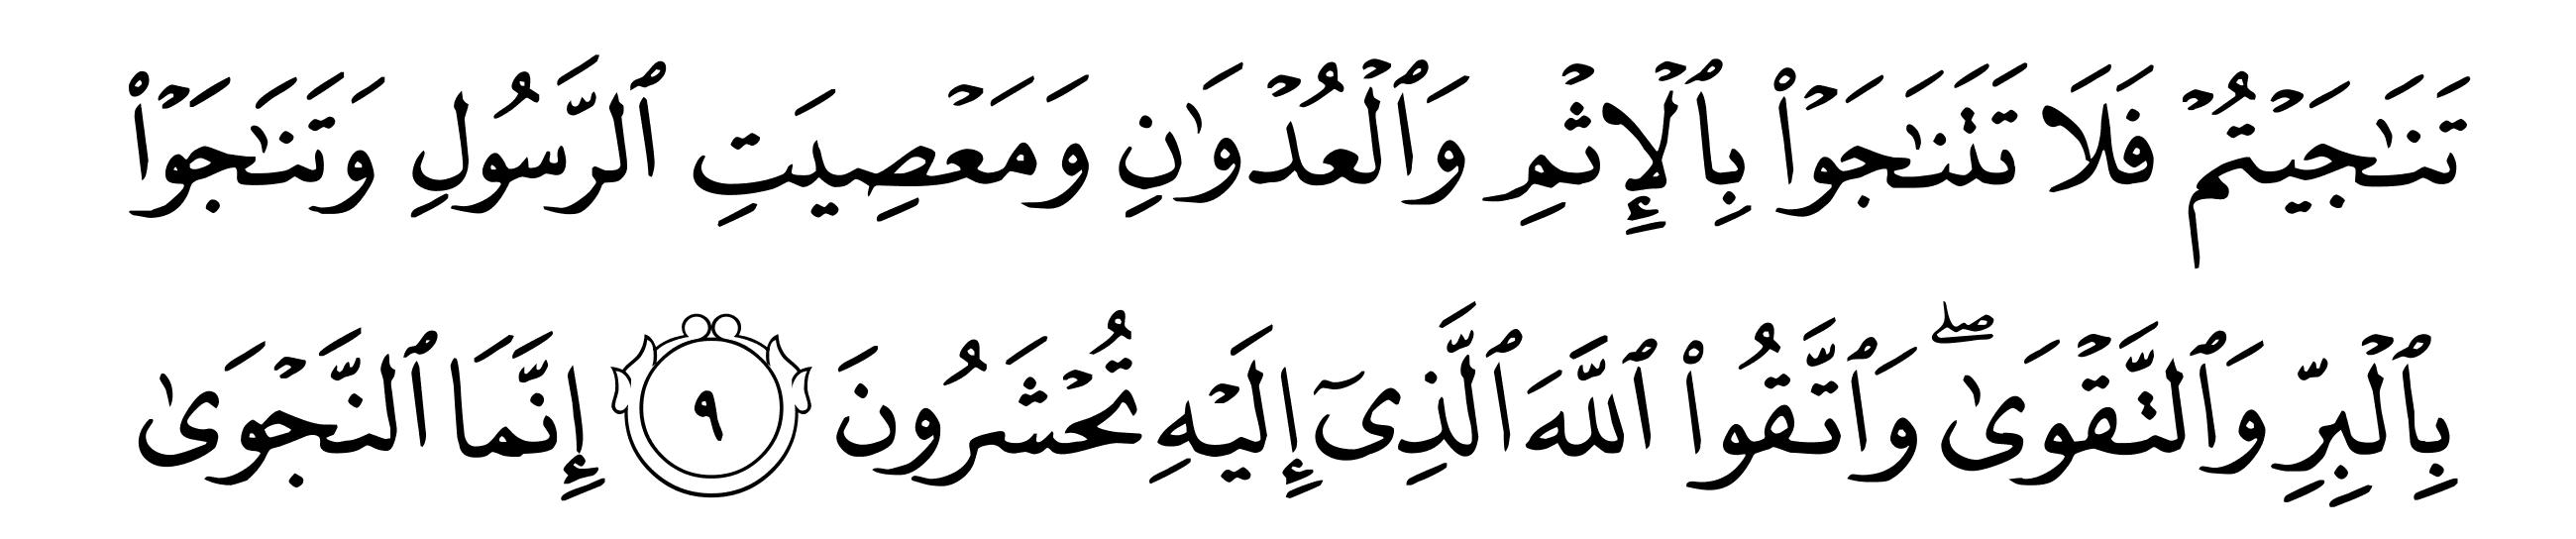 تَنَٰجَيۡتُمۡ فَلَا تَتَنَٰجَوۡاْ بِٱلۡإِثۡمِ وَٱلۡعُدۡوَٰنِ وَمَعۡصِيَتِ ٱلرَّسُولِ وَتَنَٰجَوۡاْ
بِٱلۡبِرِّ وَٱلتَّقۡوَىٰۖ وَٱتَّقُواْ ٱللَّهَ ٱلَّذِيٓ إِلَيۡهِ تُحۡشَرُونَ ٩ إِنَّمَا ٱلنَّجۡوَىٰ